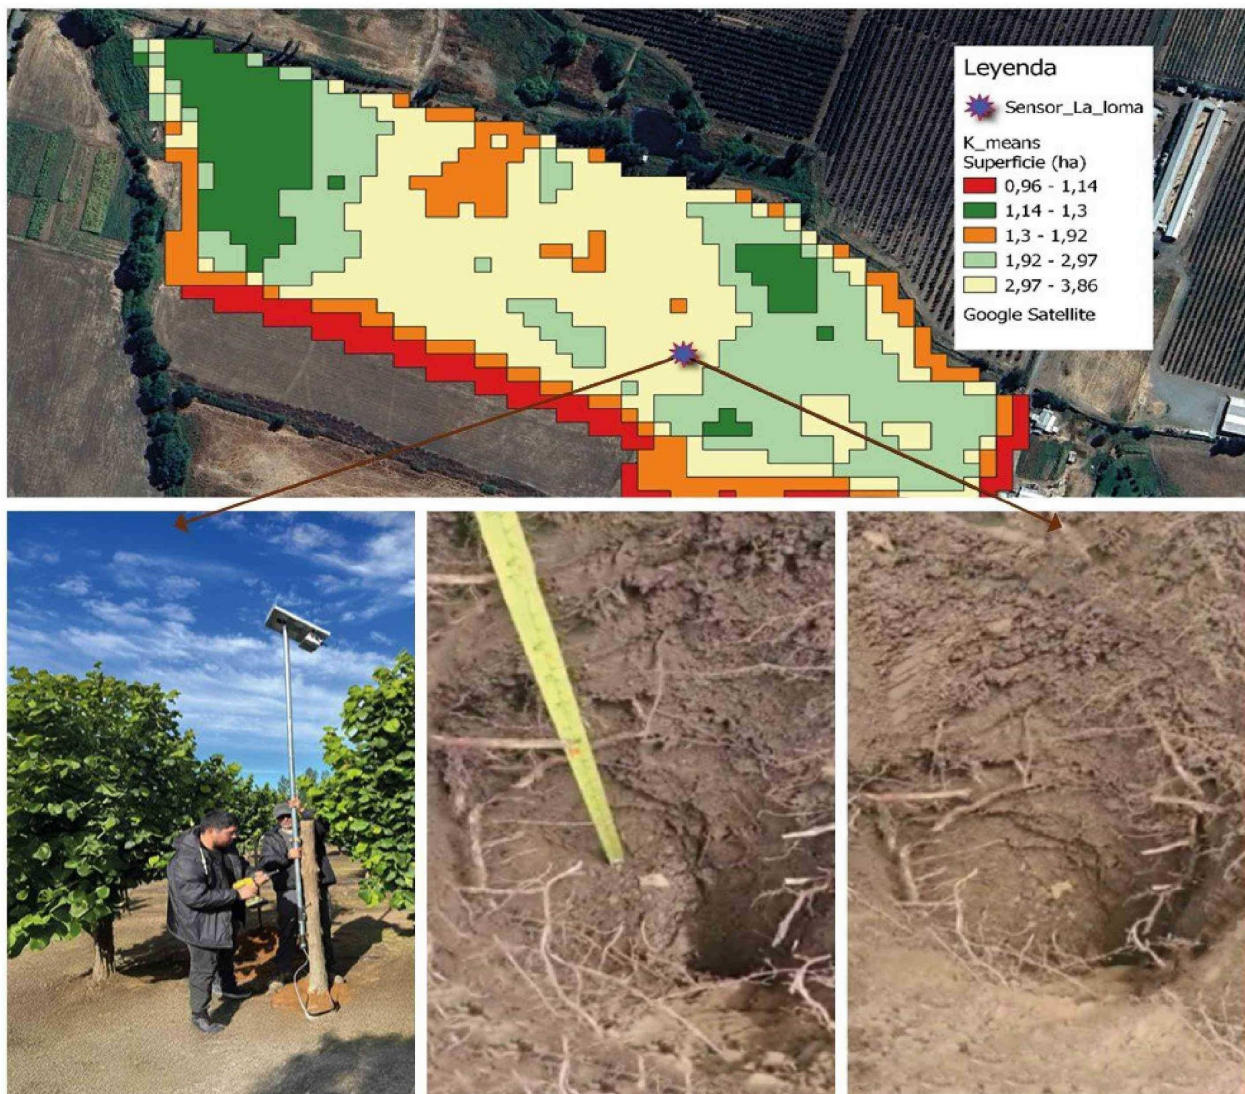 Leyenda
Sensor_La_loma
K_means
Superficie (ha)
0,96 - 1,14
1,14 - 1,3
1,3 - 1,92
1,92 - 2,97
2,97 - 3,86
Google Satellite